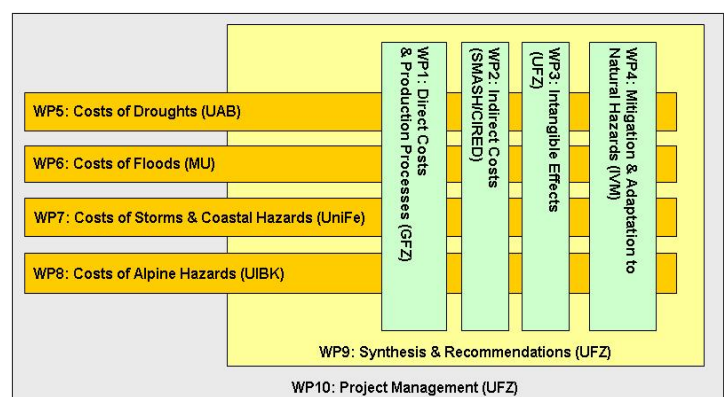 WP1: Direct Costs
& Production Processes (GFZ)
WP2: Indirect Costs
(SMASH/CIRED)
WP3: Intangible Effects
(UFZ)
WP4: Mitigation & Adaptation to
Natural Hazards (IVM)
WP5: Costs of Droughts (UAB)
WP6: Costs of Floods (MU)
WP7: Costs of Storms & Coastal Hazards (UniFe)
WP8: Costs of Alpine Hazards (UIBK)
WP9: Synthesis & Recommendations (UFZ)
WP10: Project Management (UFZ)